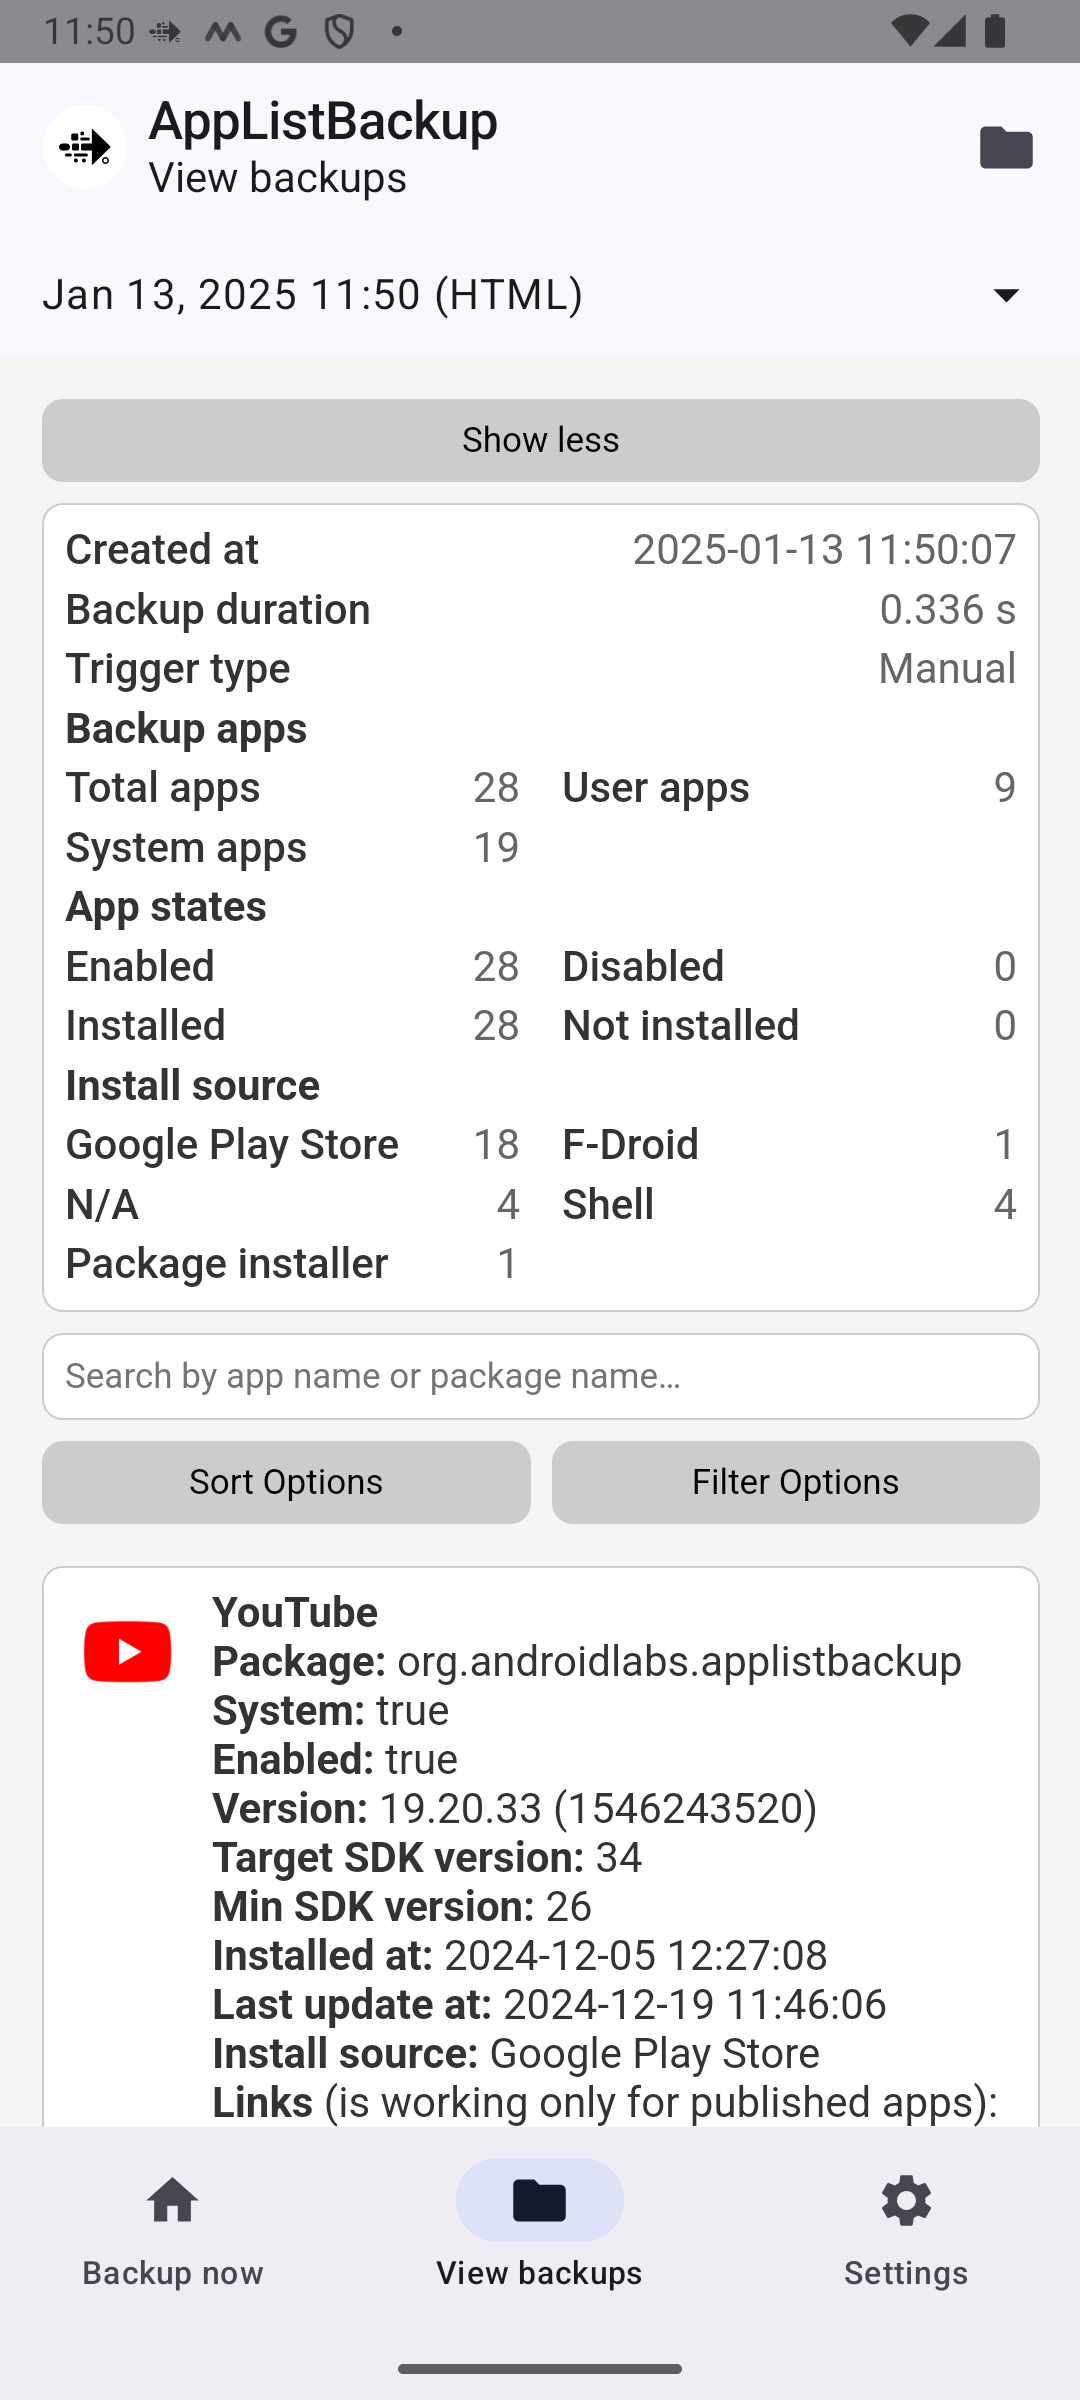 11:50
AppListBackup
View backups
Jan 13, 2025 11:50 (HTML)
Show less
Created at 2025-01-13 11:50:07
Backup duration 0.336 s
Trigger type Manual
Backup apps
Total apps 28 User apps 9
System apps 19
App states
Enabled 28 Disabled 0
Installed 28 Not installed 0
Install source
Google Play Store 18 F-Droid 1
N/A 4 Shell 4
Package installer 1
Search by app name or package name…
Sort Options Filter Options
YouTube
Package: org.androidlabs.applistbackup
System: true
Enabled: true
Version: 19.20.33 (1546243520)
Target SDK version: 34
Min SDK version: 26
Installed at: 2024-12-05 12:27:08
Last update at: 2024-12-19 11:46:06
Install source: Google Play Store
Links (is working only for published apps):
Backup now View backups Settings